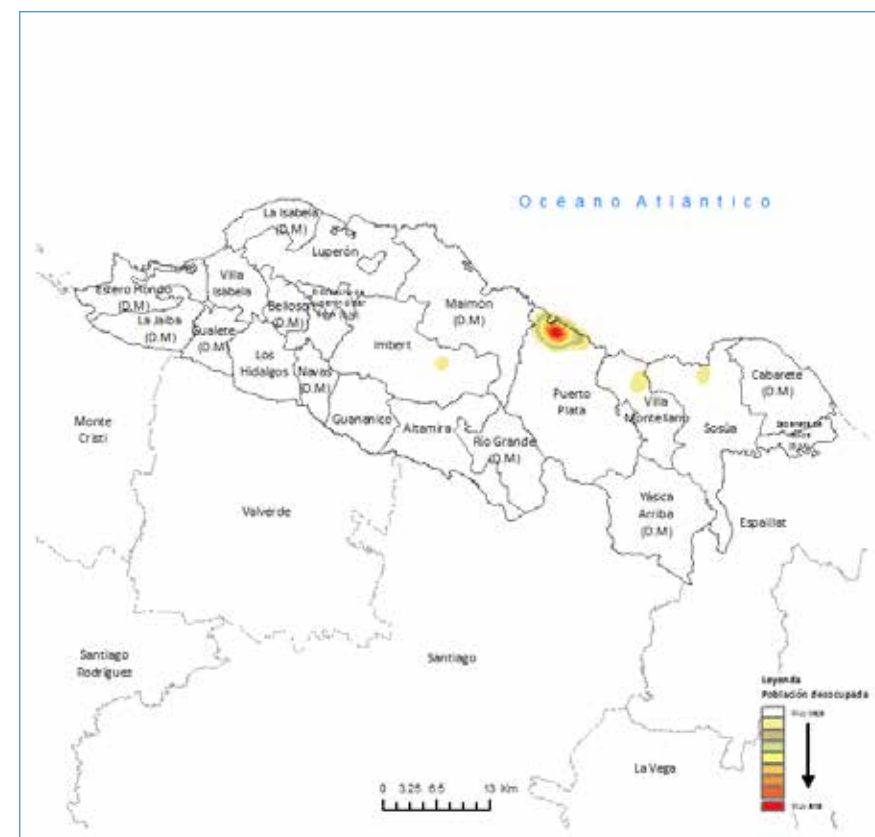 Océano Atlántico
La Isabela
(D.M)
Luperón
Villa
Isabela
Estero Hondo
(D.M)
La Jaiba
(D.M)
Gualete
(D.M)
Belloso
(D.M)
Los
Hidalgos
Navas
(D.M)
Imbert
Maimón
(D.M)
Guananico
Altamira
Río Grande
(D.M)
Puerto
Plata
Villa
Montellano
Sosúa
Cabarete
(D.M)
Yásica
Arriba
(D.M)
Espaillat
Monte
Cristi
Valverde
Santiago
Rodríguez
Santiago
La Vega
0 3.25 6.5 13 Km
Leyenda
Población desocupada